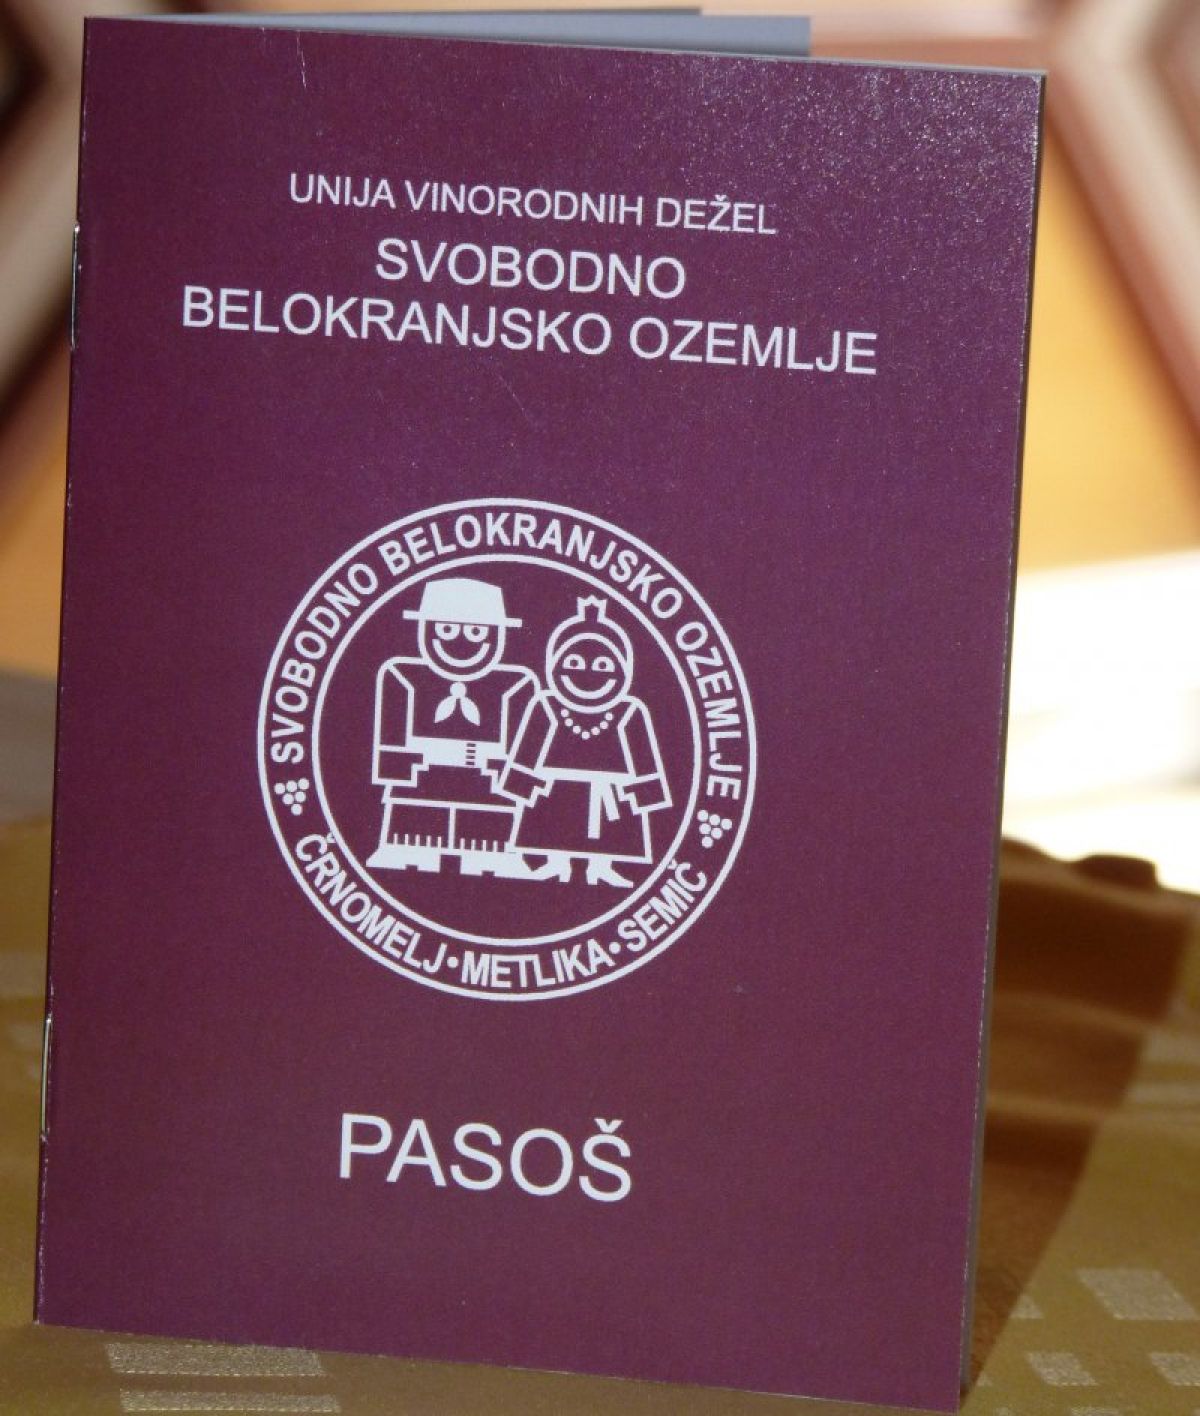 UNIJA VINORODNIH DEŽEL
SVOBODNO
BELOKRANJSKO OZEMLJE
SVOBODNO BELOKRANJSKO OZEMLJE
ČRNOMELJ•METLIKA•SEMIČ
PASOŠ